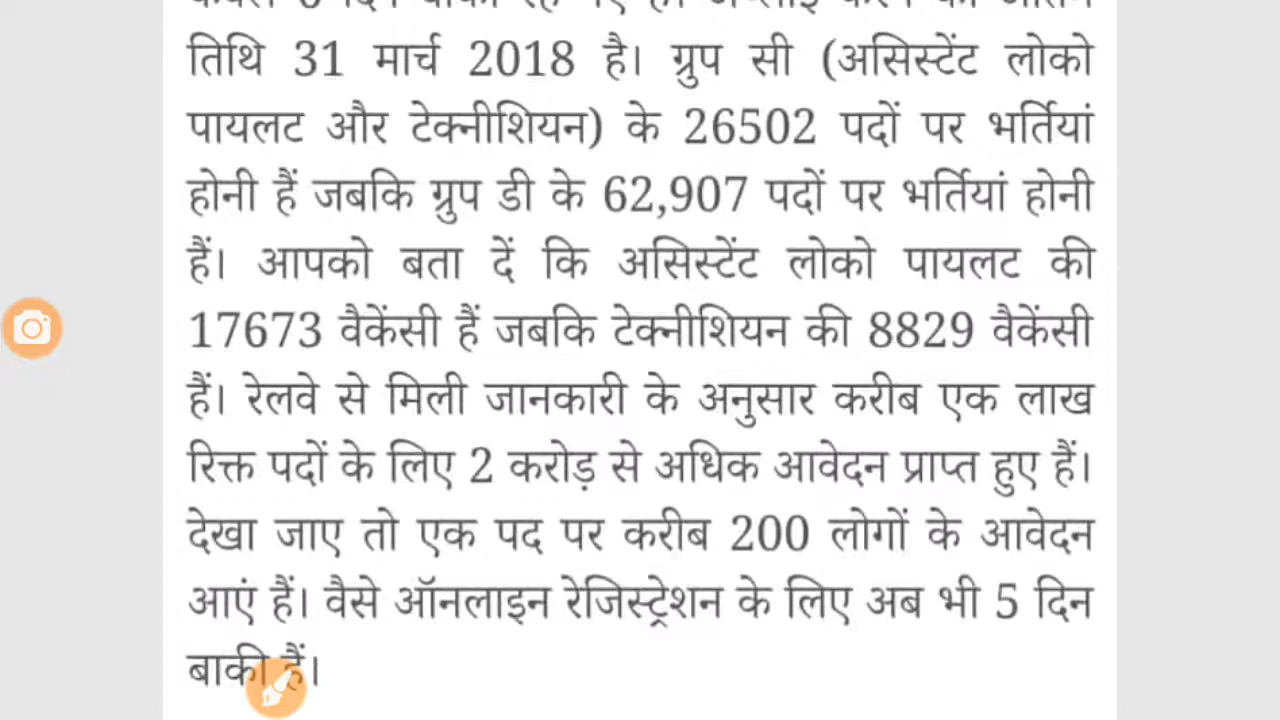 तिथि 31 मार्च 2018 है। ग्रुप सी (असिस्टेंट लोको
पायलट और टेक्नीशियन) के 26502 पदों पर भर्तियां
होनी हैं जबकि ग्रुप डी के 62,907 पदों पर भर्तियां होनी
हैं। आपको बता दें कि असिस्टेंट लोको पायलट की
17673 वैकेंसी हैं जबकि टेक्नीशियन की 8829 वैकेंसी
हैं। रेलवे से मिली जानकारी के अनुसार करीब एक लाख
रिक्त पदों के लिए 2 करोड़ से अधिक आवेदन प्राप्त हुए हैं।
देखा जाए तो एक पद पर करीब 200 लोगों के आवेदन
आएं हैं। वैसे ऑनलाइन रेजिस्ट्रेशन के लिए अब भी 5 दिन
बाकी हैं।